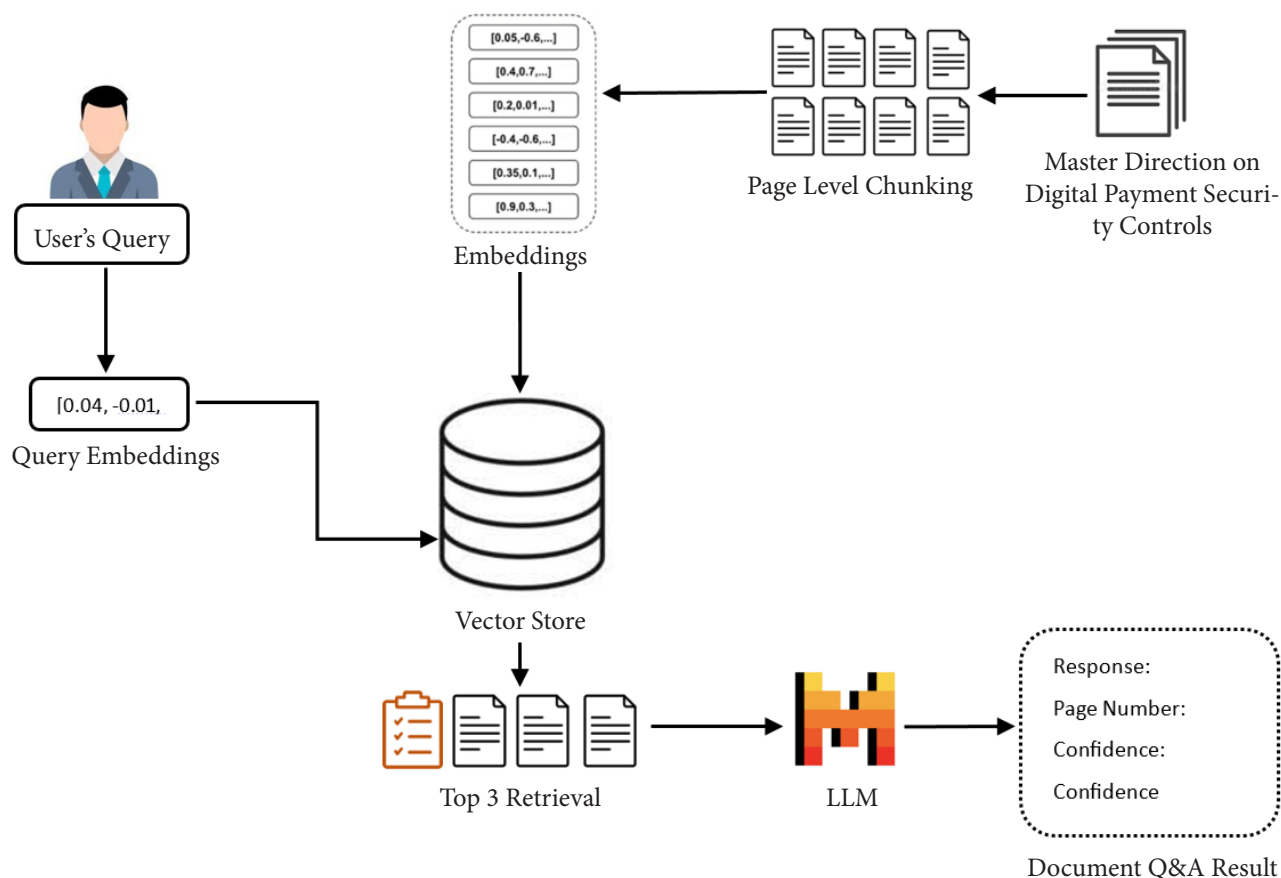 [0.05,-0.6,...]
[0.4,0.7,...]
[0.2,0.01,...]
[-0.4,-0.6,...]
[0.35,0.1,...]
[0.9,0.3,...]
Embeddings
Page Level Chunking
Master Direction on
Digital Payment Securi-
ty Controls
User’s Query
[0.04, -0.01,
Query Embeddings
Vector Store
Top 3 Retrieval
LLM
Response:
Page Number:
Confidence:
Confidence
Document Q&A Result